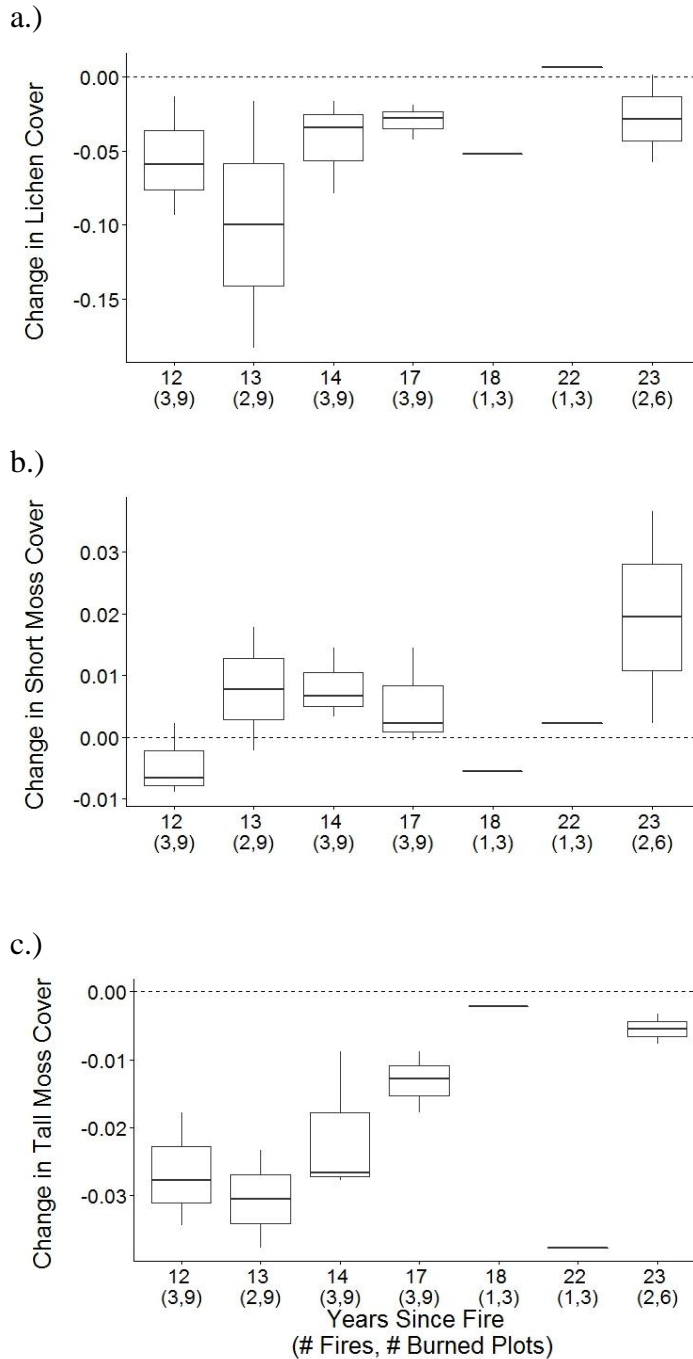 a.)
Change in Lichen Cover
0.00
-0.05
-0.10
-0.15
12 13 14 17 18 22 23
(3,9) (2,9) (3,9) (3,9) (1,3) (1,3) (2,6)
b.)
Change in Short Moss Cover
0.03
0.02
0.01
0.00
-0.01
12 13 14 17 18 22 23
(3,9) (2,9) (3,9) (3,9) (1,3) (1,3) (2,6)
c.)
Change in Tall Moss Cover
0.00
-0.01
-0.02
-0.03
12 13 14 17 18 22 23
(3,9) (2,9) (3,9) (3,9) (1,3) (1,3) (2,6)
Years Since Fire
(# Fires, # Burned Plots)